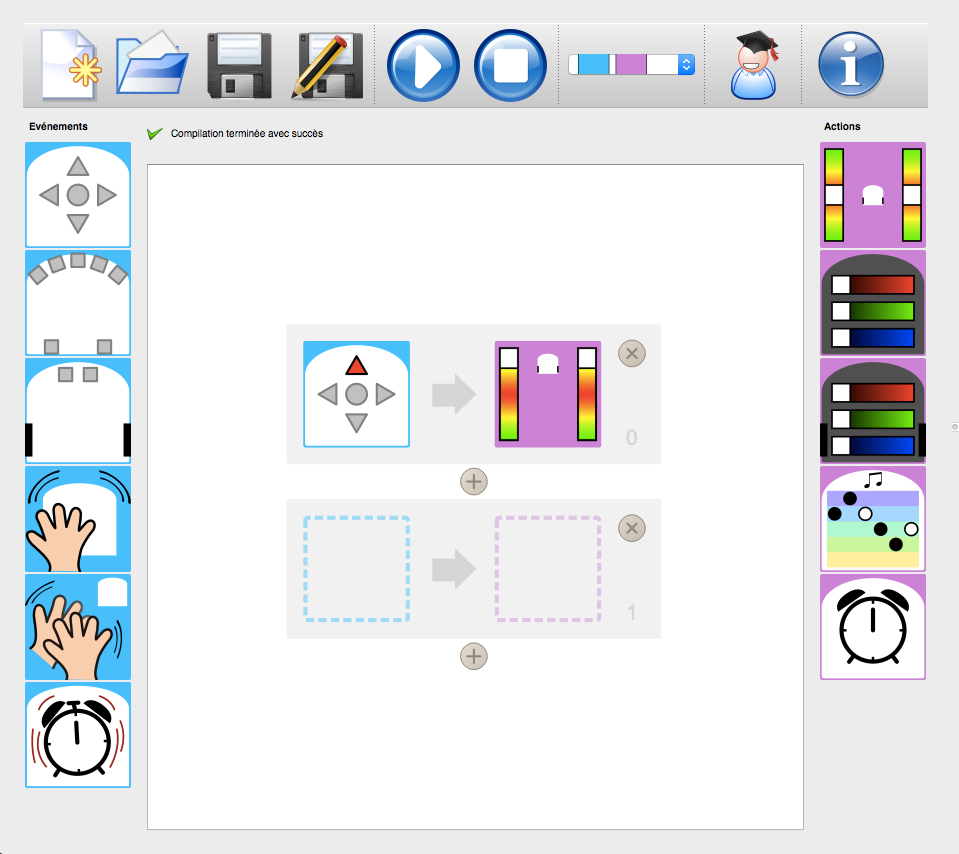 Evénements
Compilation terminée avec succès
Actions
0
1